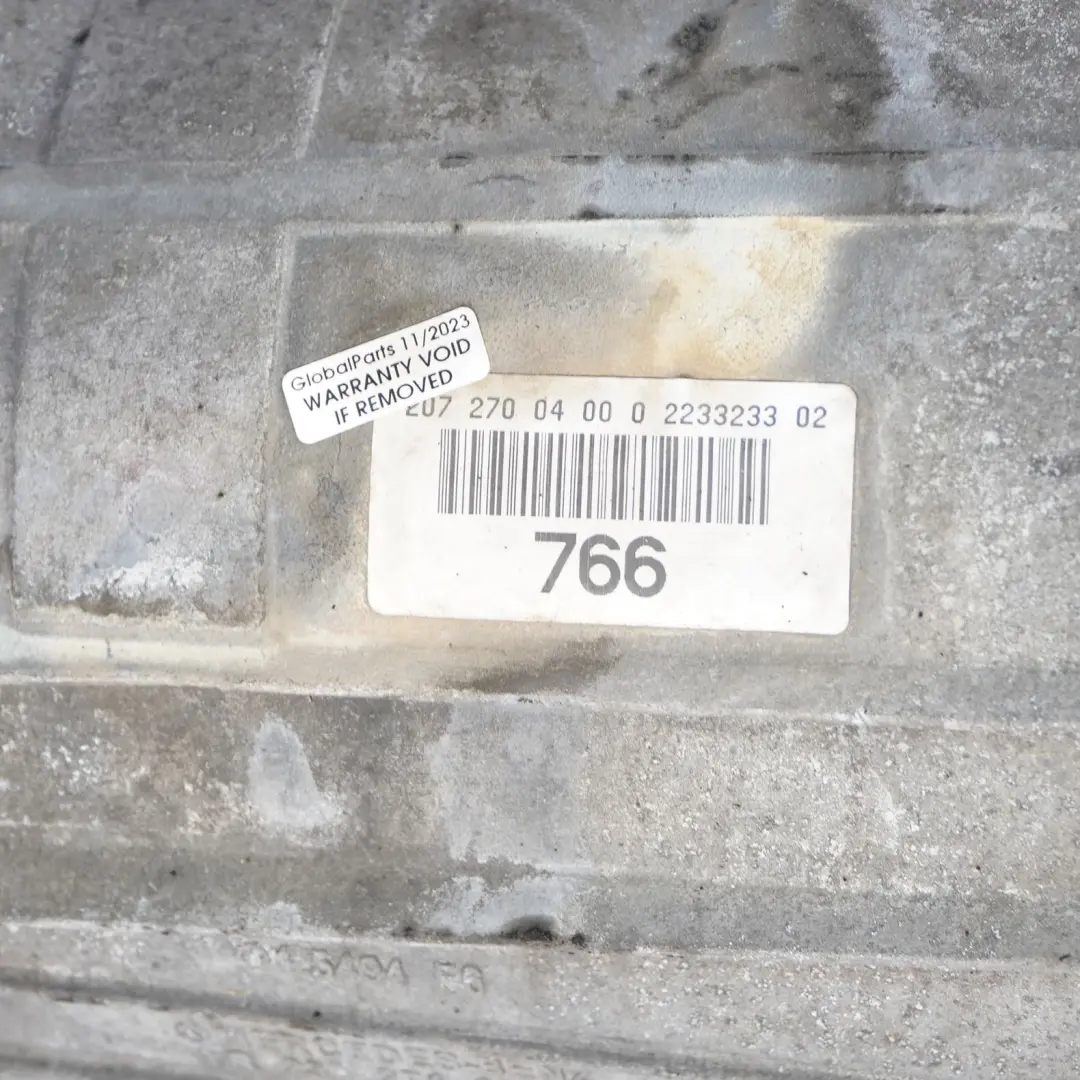 GlobalParts 11/2023
WARRANTY VOID
IF REMOVED
207 270 04 00 0 2233233 02
766